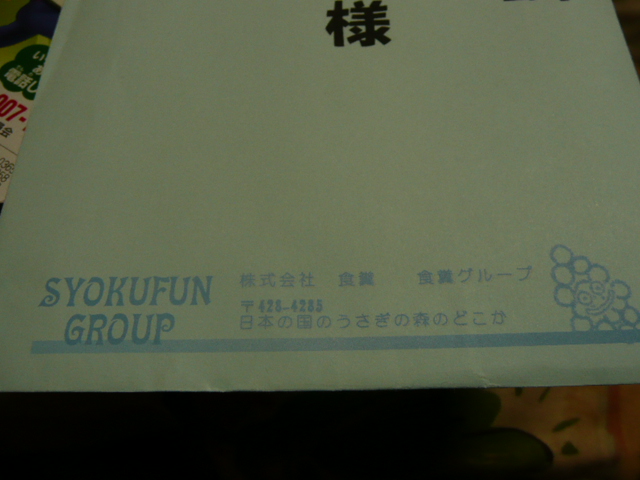 様
SYOKUFUN
GROUP
株式会社 食糞 食糞グループ
〒428-4285
日本の国のうさぎの森のどこか